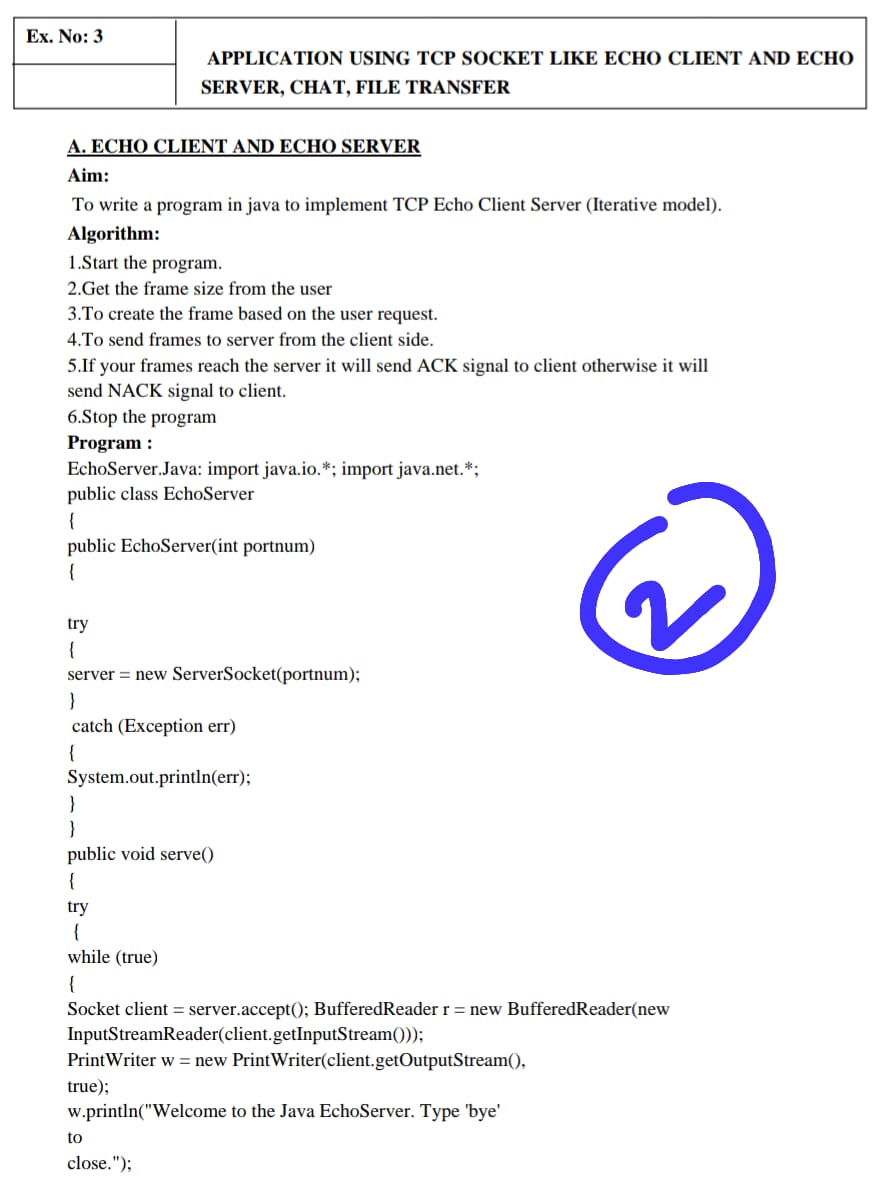 Ex. No: 3
APPLICATION USING TCP SOCKET LIKE ECHO CLIENT AND ECHO
SERVER, CHAT, FILE TRANSFER
A. ECHO CLIENT AND ECHO SERVER
Aim:
To write a program in java to implement TCP Echo Client Server (Iterative model).
Algorithm:
1.Start the program.
2.Get the frame size from the user
3.To create the frame based on the user request.
4.To send frames to server from the client side.
5.If your frames reach the server it will send ACK signal to client otherwise it will
send NACK signal to client.
6.Stop the program
Program :
EchoServer.Java: import java.io.*; import java.net.*;
public class EchoServer
{
public EchoServer(int portnum)
{
2
try
{
server = new ServerSocket(portnum);
}
catch (Exception err)
{
System.out.println(err);
}
}
public void serve()
{
try
{
while (true)
{
Socket client = server.accept(); BufferedReader r = new BufferedReader(new
InputStreamReader(client.getInputStream()));
PrintWriter w = new PrintWriter(client.getOutputStream(),
true);
w.println("Welcome to the Java EchoServer. Type 'bye'
to
close.");